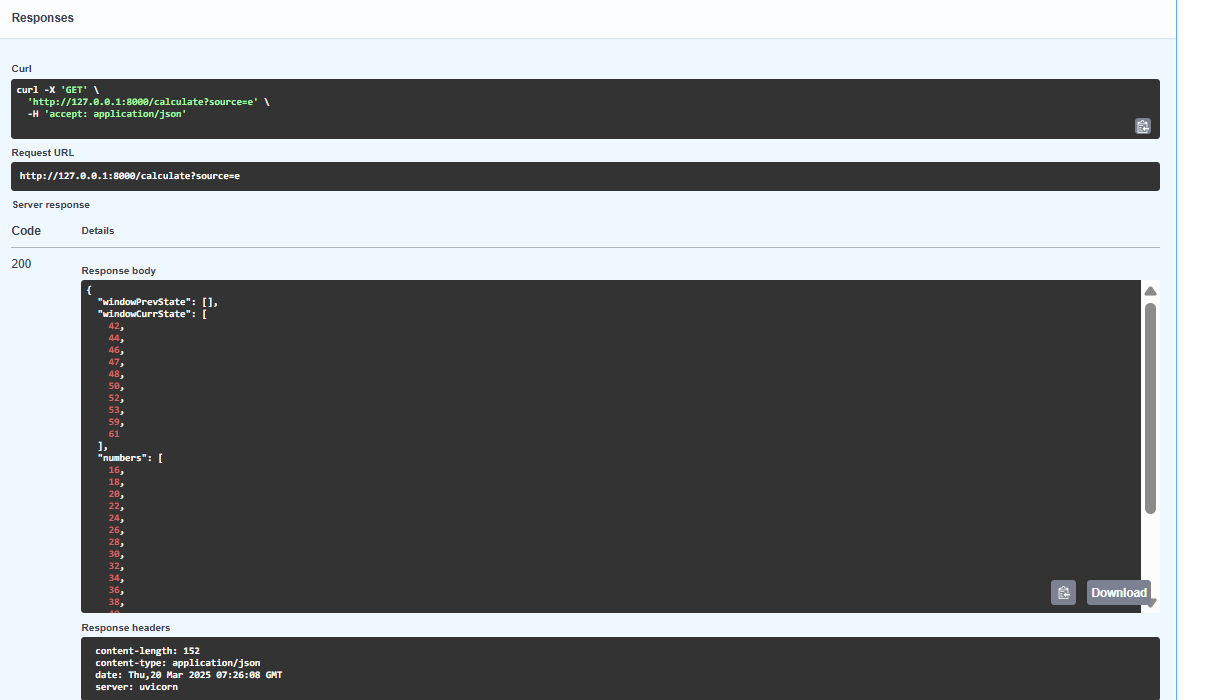 Responses
Curl
curl -X 'GET' \
'http://127.0.0.1:8000/calculate?source=e' \
-H 'accept: application/json'
Request URL
http://127.0.0.1:8000/calculate?source=e
Server response
Code Details
200
Response body
{
"windowPrevState": [],
"windowCurrState": [
42,
44,
46,
47,
48,
50,
52,
53,
59,
61
],
"numbers": [
16,
18,
20,
22,
24,
26,
28,
30,
32,
34,
36,
38,
Download
Response headers
content-length: 152
content-type: application/json
date: Thu,20 Mar 2025 07:26:08 GMT
server: uvicorn